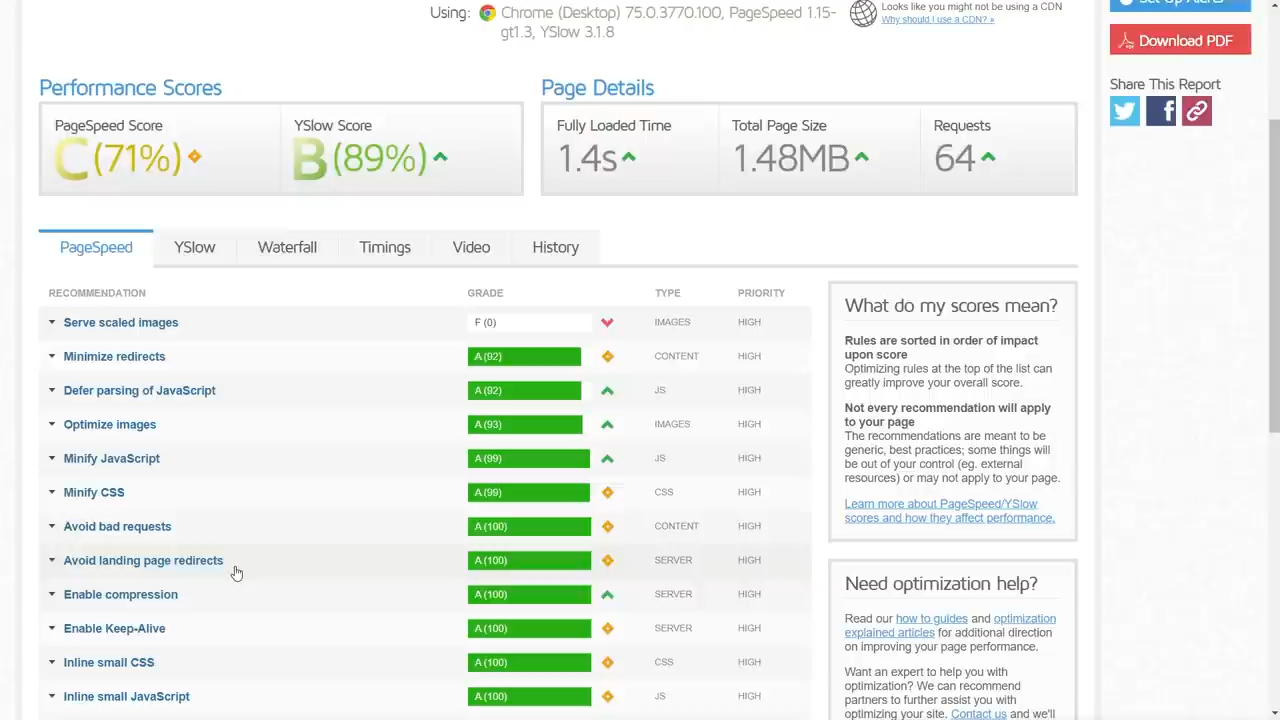 Using: Chrome (Desktop) 75.0.3770.100, PageSpeed 1.15-
gt1.3, YSlow 3.1.8
CDN
Looks like you might not be using a CDN
Why should I use a CDN? »
Set Up Alerts
Download PDF
Share This Report
Performance Scores
PageSpeed Score
C(71%)
YSlow Score
B(89%)
Page Details
Fully Loaded Time
1.4s
Total Page Size
1.48MB
Requests
64
PageSpeed
YSlow
Waterfall
Timings
Video
History
RECOMMENDATION GRADE TYPE PRIORITY
Serve scaled images F (0) IMAGES HIGH
Minimize redirects A (92) CONTENT HIGH
Defer parsing of JavaScript A (92) JS HIGH
Optimize images A (93) IMAGES HIGH
Minify JavaScript A (99) JS HIGH
Minify CSS A (99) CSS HIGH
Avoid bad requests A (100) CONTENT HIGH
Avoid landing page redirects A (100) SERVER HIGH
Enable compression A (100) SERVER HIGH
Enable Keep-Alive A (100) SERVER HIGH
Inline small CSS A (100) CSS HIGH
Inline small JavaScript A (100) JS HIGH
What do my scores mean?
Rules are sorted in order of impact
upon score
Optimizing rules at the top of the list can
greatly improve your overall score.
Not every recommendation will apply
to your page
The recommendations are meant to be
generic, best practices; some things will
be out of your control (eg. external
resources) or may not apply to your page.
Learn more about PageSpeed/YSlow
scores and how they affect performance.
Need optimization help?
Read our how to guides and optimization
explained articles for additional direction
on improving your page performance.
Want an expert to help you with
optimization? We can recommend
partners to further assist you with
optimizing your site. Contact us and we'll